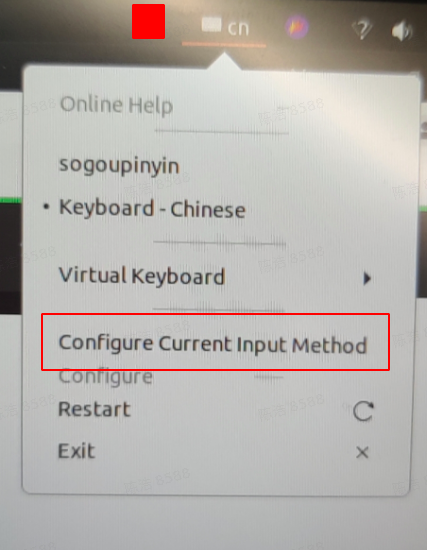 cn
Online Help
sogoupinyin
• Keyboard - Chinese
Virtual Keyboard
Configure Current Input Method
Configure
Restart
Exit